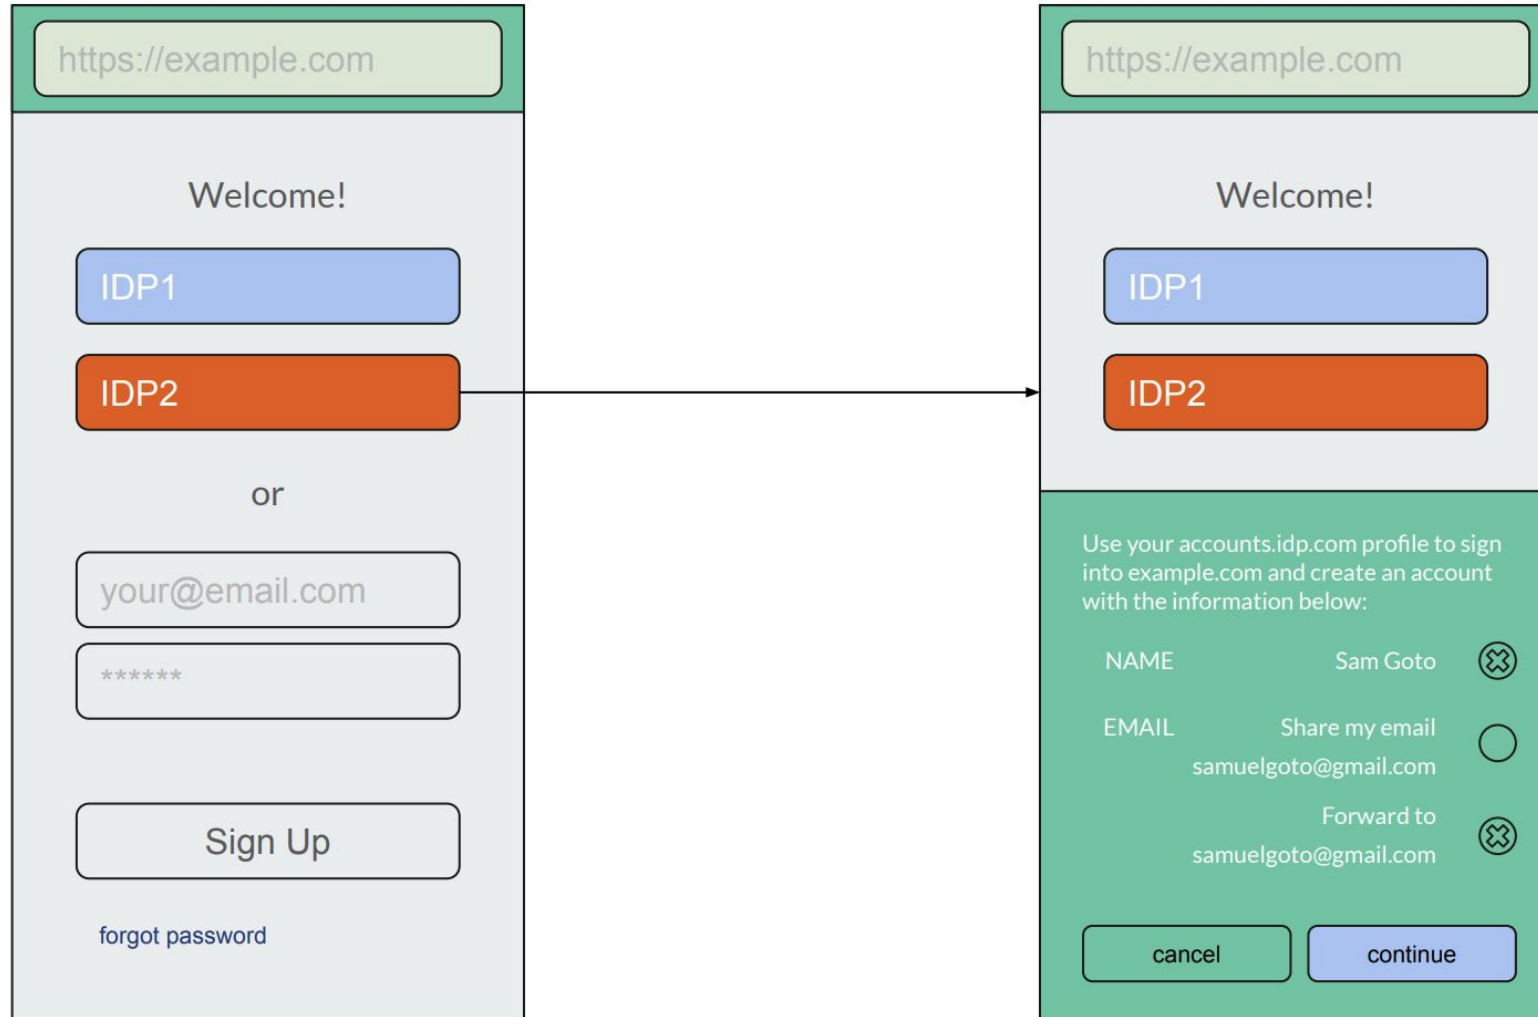 https://example.com
Welcome!
IDP1
IDP2
or
your@email.com
******
Sign Up
forgot password
https://example.com
Welcome!
IDP1
IDP2
Use your accounts.idp.com profile to sign
into example.com and create an account
with the information below:
NAME Sam Goto
EMAIL Share my email
samuelgoto@gmail.com
Forward to
samuelgoto@gmail.com
cancel continue